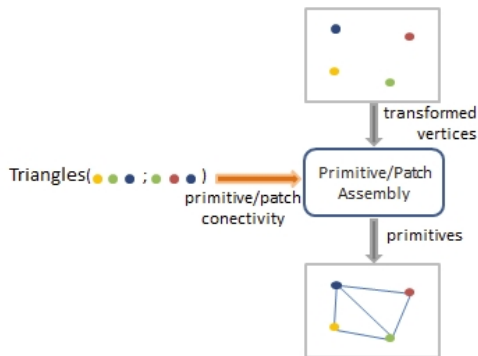 transformed
vertices
Triangles( ; )
primitive/patch
conectivity
Primitive/Patch
Assembly
primitives